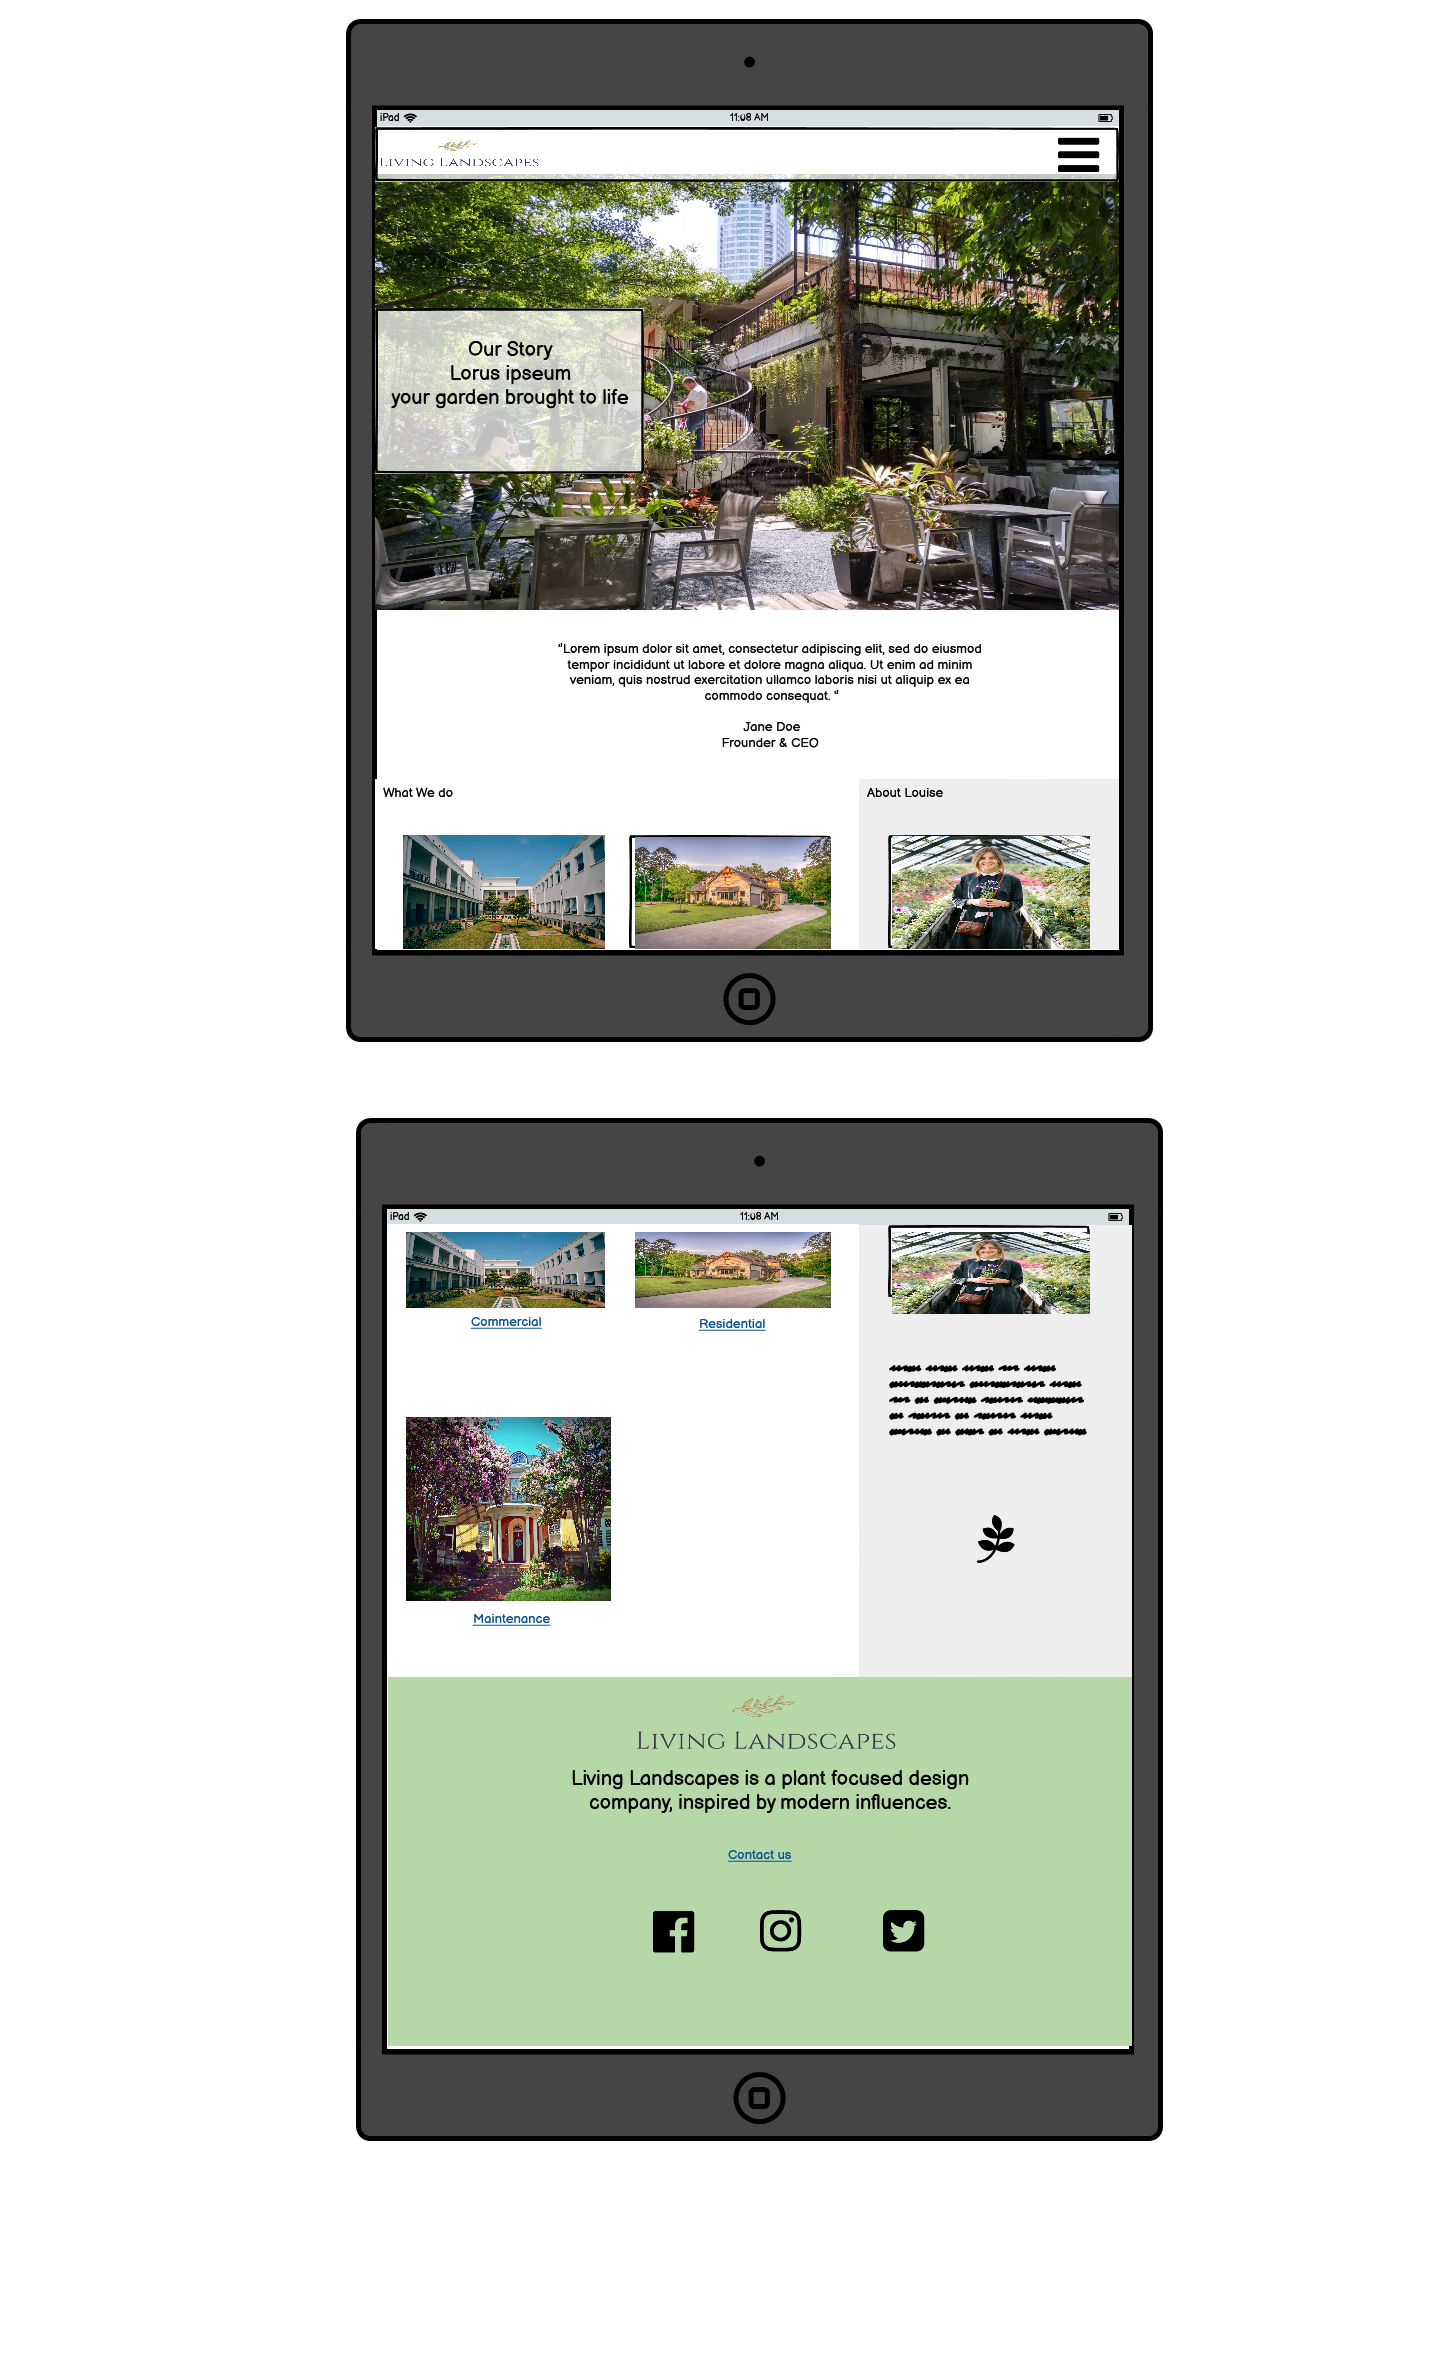 iPad
11:08 AM
LIVING LANDSCAPES
Our Story
Lorus ipseum
your garden brought to life
"Lorem ipsum dolor sit amet, consectetur adipiscing elit, sed do eiusmod
tempor incididunt ut labore et dolore magna aliqua. Ut enim ad minim
veniam, quis nostrud exercitation ullamco laboris nisi ut aliquip ex ea
commodo consequat. "
Jane Doe
Frounder & CEO
What We do
About Louise
iPad
11:08 AM
Commercial
Residential
Maintenance
LIVING LANDSCAPES
Living Landscapes is a plant focused design
company, inspired by modern influences.
Contact us